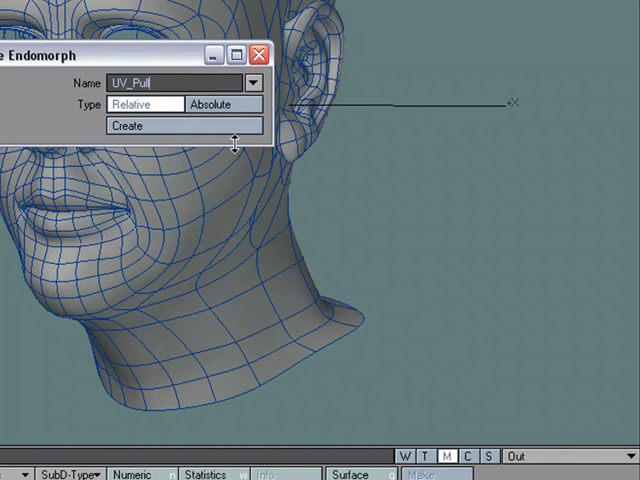 e Endomorph
Name UV_Pull
Type Relative Absolute
Create
+X
W T M C S Out
SubD-Type Numeric n Statistics w Info Surface q Make